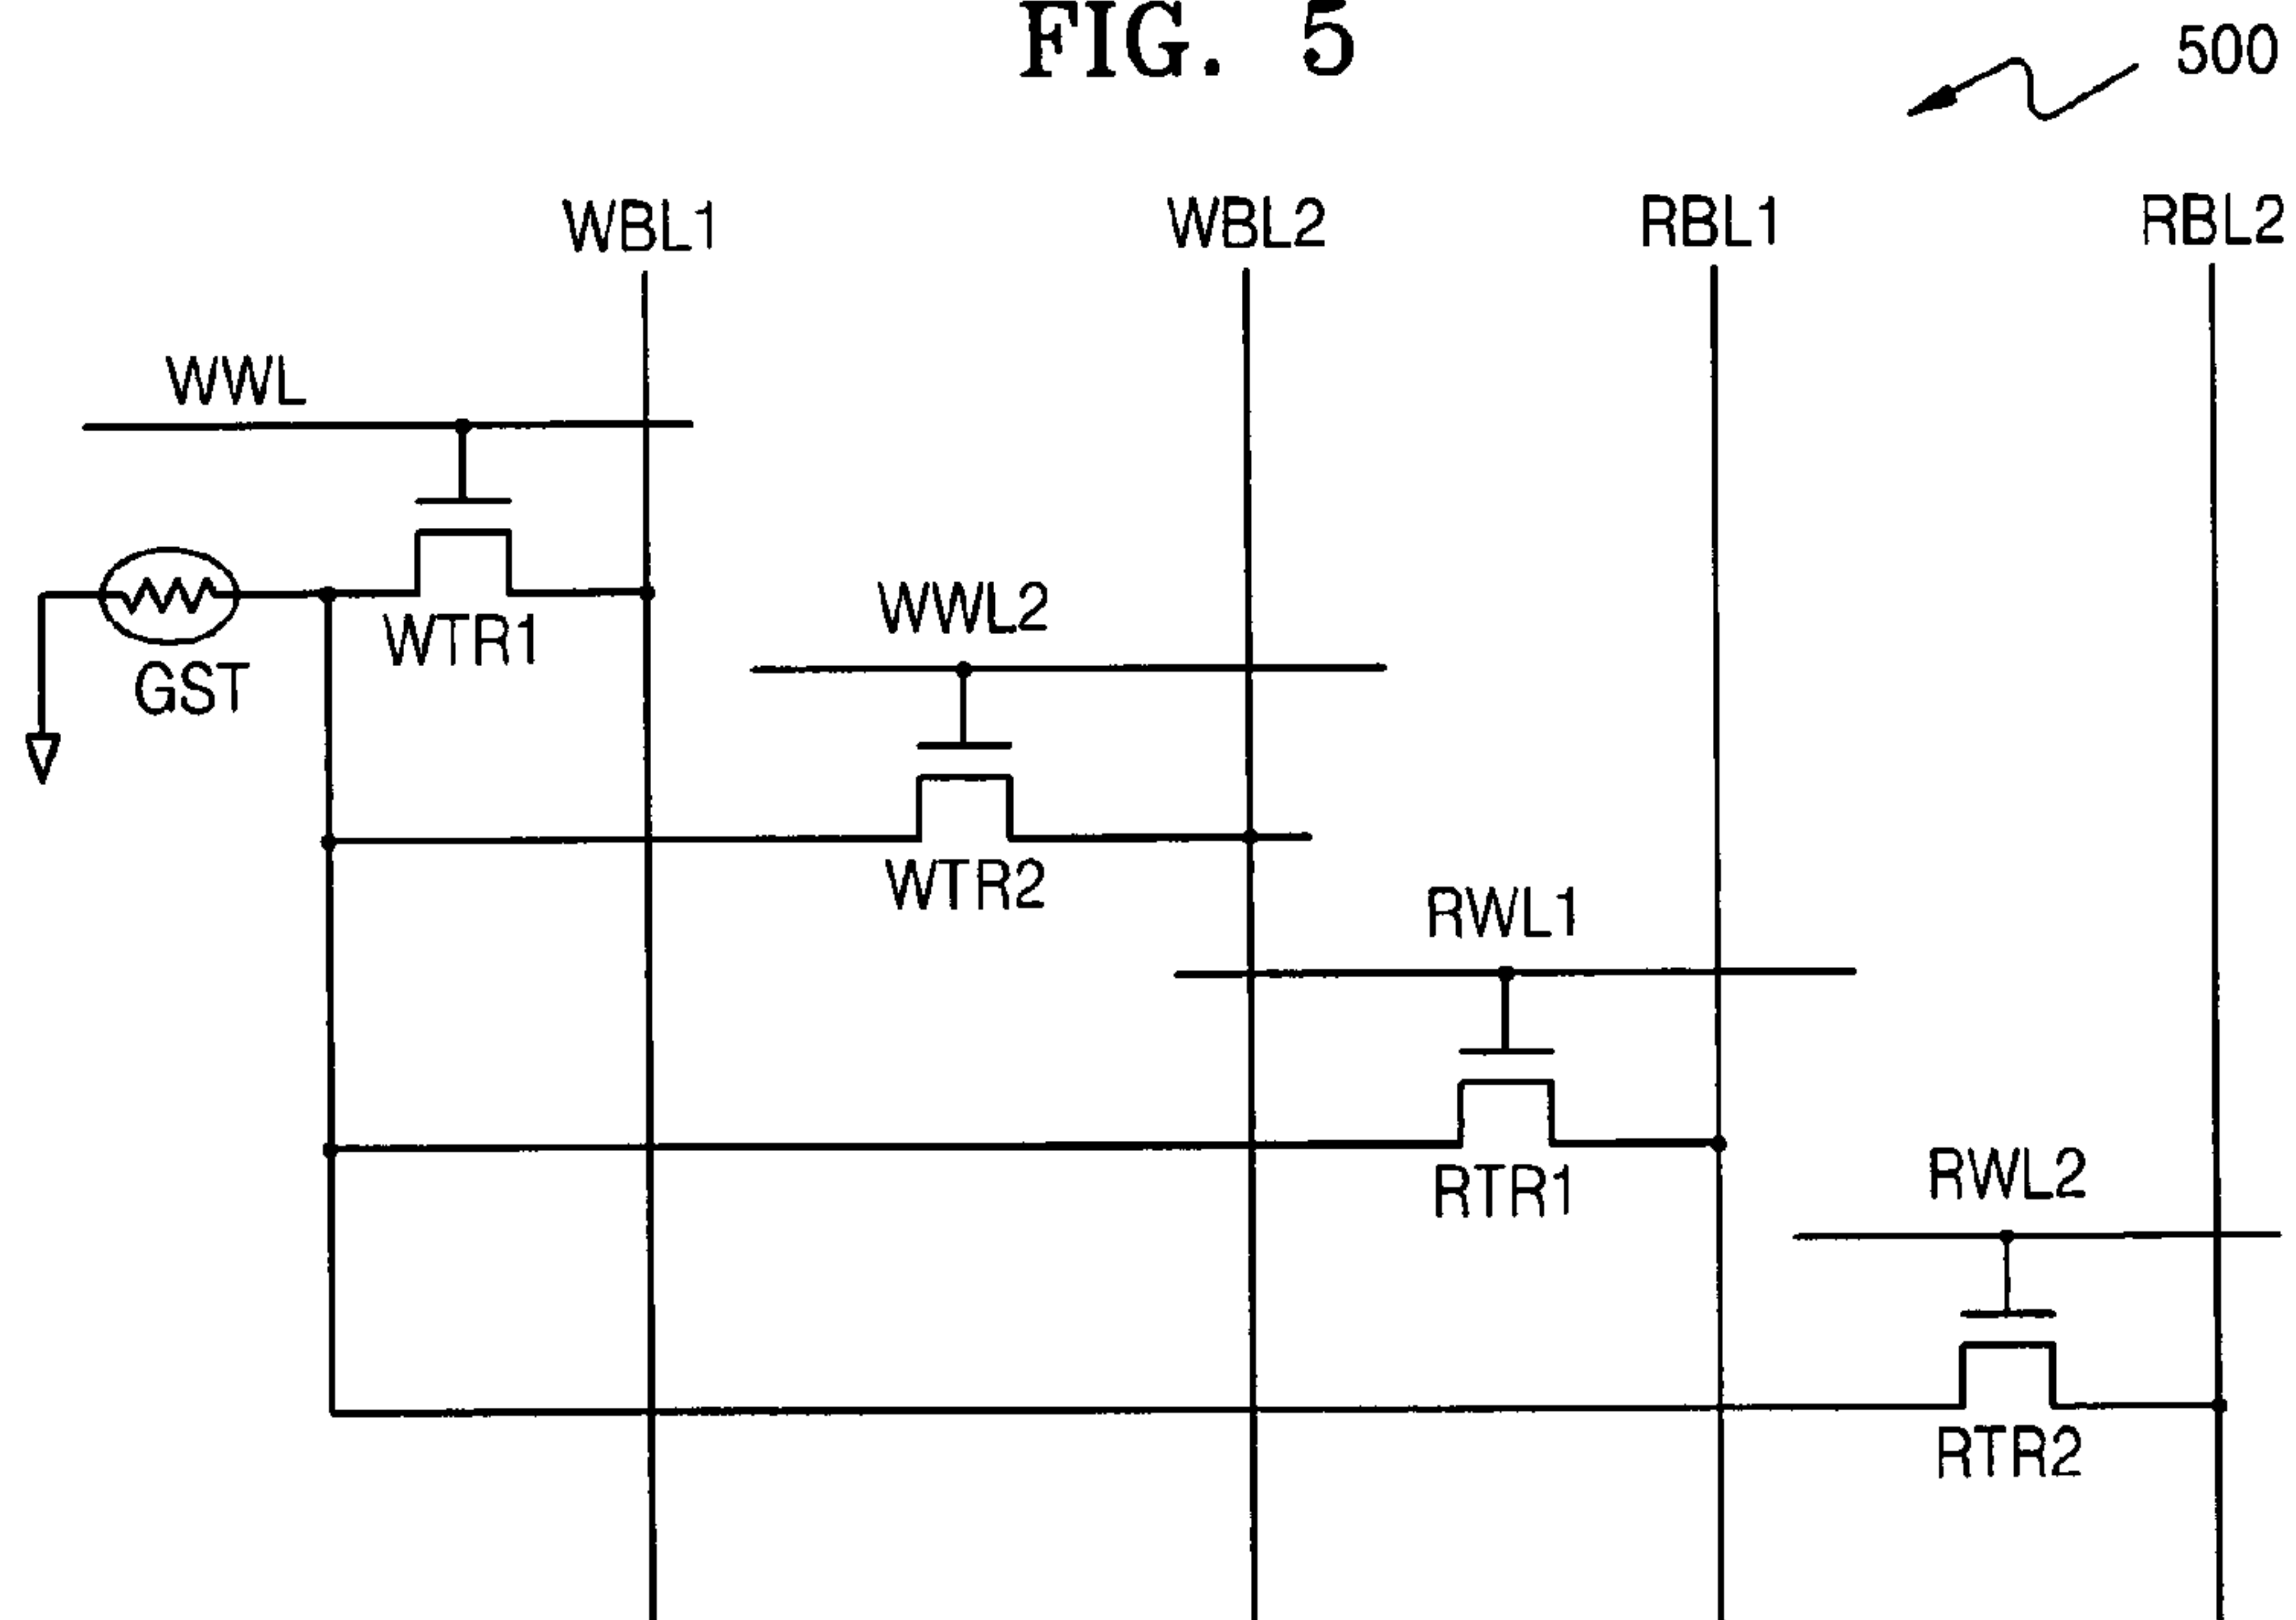 FIG. 5
500
WBL1 WBL2 RBL1 RBL2
WWL
WTR1
GST
WWL2
WTR2
RWL1
RTR1
RWL2
RTR2